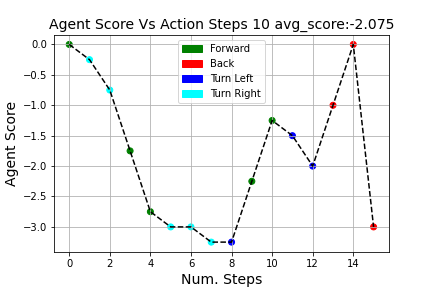 Agent Score Vs Action Steps 10 avg_score:-2.075
Forward
Back
Turn Left
Turn Right
Agent Score
0.0
−0.5
−1.0
−1.5
−2.0
−2.5
−3.0
0 2 4 6 8 10 12 14
Num. Steps